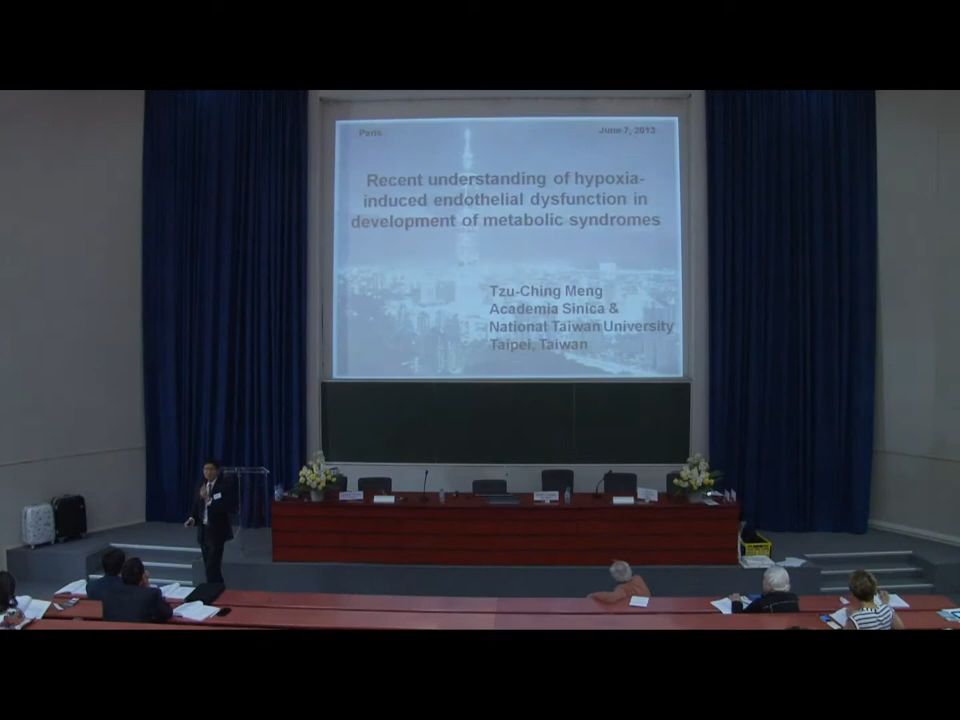 Paris
June 7, 2013
Recent understanding of hypoxia-
induced endothelial dysfunction in
development of metabolic syndromes
Tzu-Ching Meng
Academia Sinica &
National Taiwan University
Taipei, Taiwan